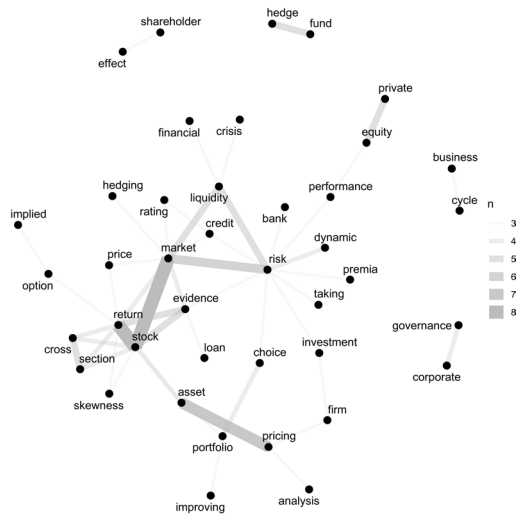 shareholder
hedge
fund
effect
private
financial
crisis
equity
business
liquidity
performance
hedging
rating
bank
cycle
n
implied
credit
3
market
dynamic
4
price
risk
premia
5
option
6
evidence
taking
7
return
governance
8
stock
cross
section
loan
choice
investment
corporate
skewness
asset
firm
portfolio
pricing
improving
analysis